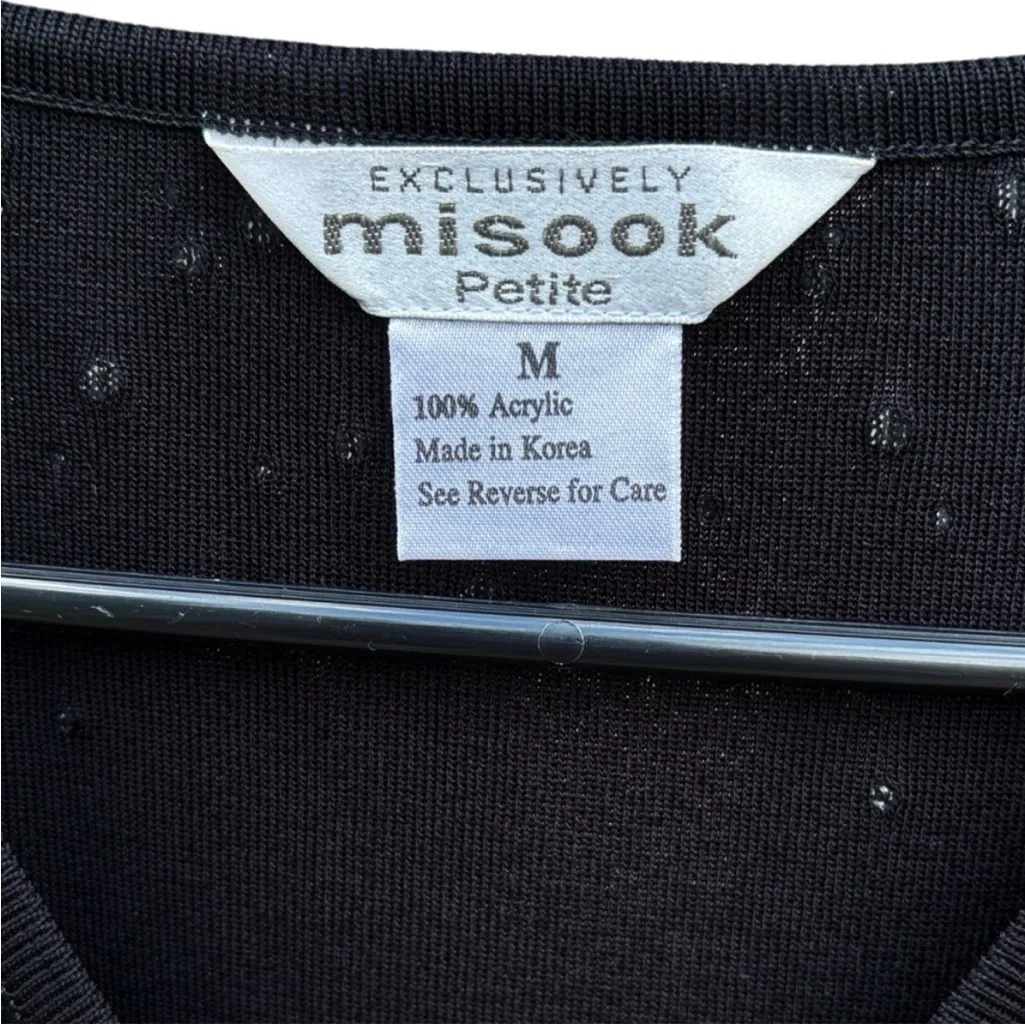 EXCLUSIVELY
misook
Petite
M
100% Acrylic
Made in Korea
See Reverse for Care